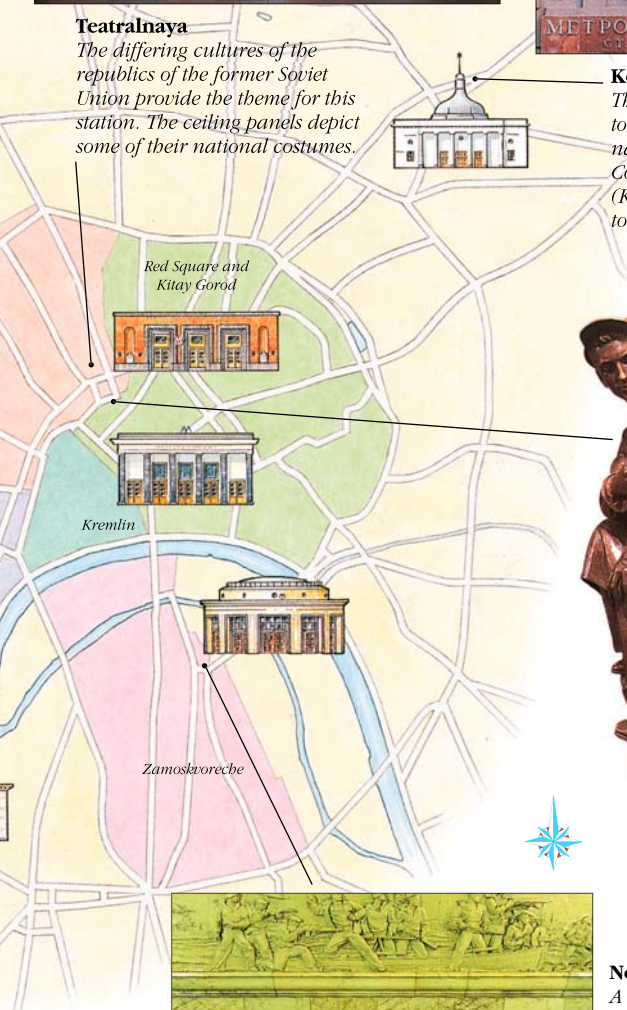 Teatralnaya
The differing cultures of the
republics of the former Soviet
Union provide the theme for this
station. The ceiling panels depict
some of their national costumes.
Red Square and
Kitay Gorod
Kremlin
Zamoskvoreche
A